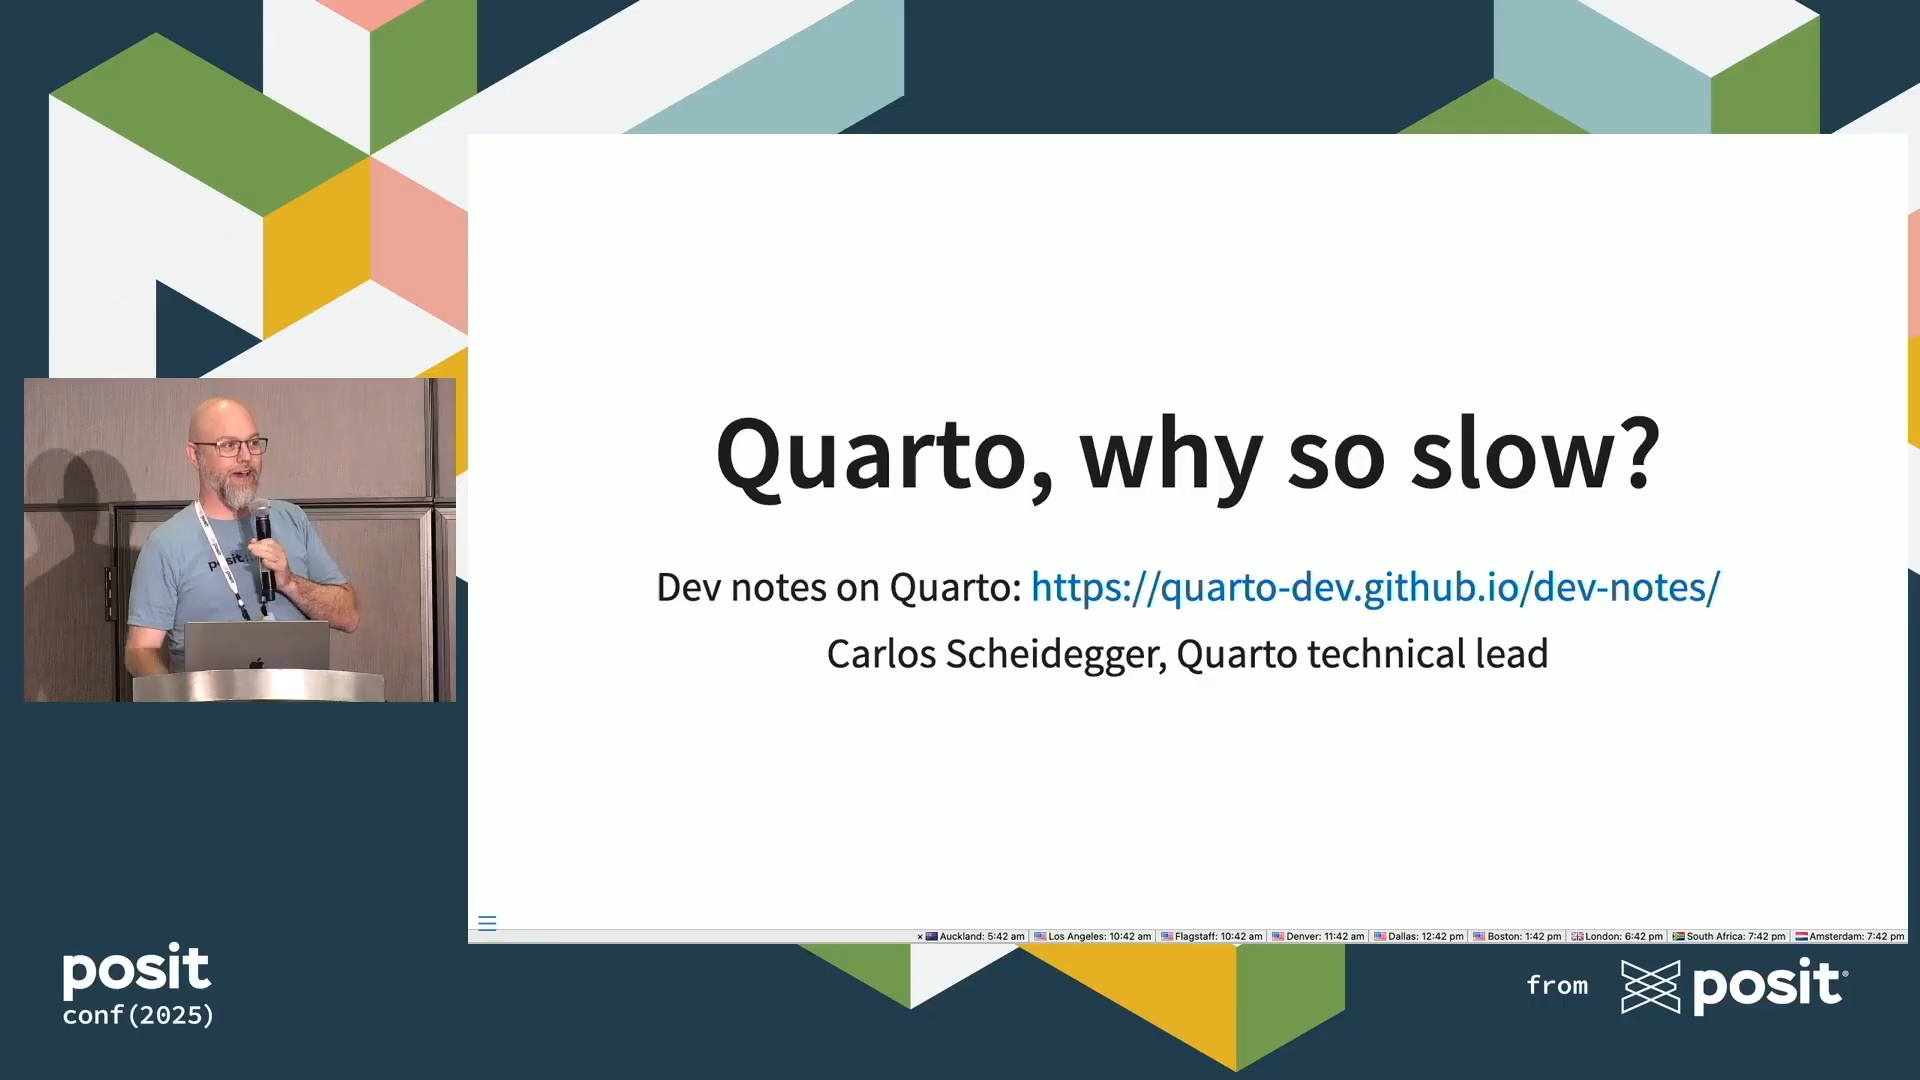 Quarto, why so slow?
Dev notes on Quarto: https://quarto-dev.github.io/dev-notes/
Carlos Scheidegger, Quarto technical lead
× Auckland: 5:42 am Los Angeles: 10:42 am Flagstaff: 10:42 am Denver: 11:42 am Dallas: 12:42 pm Boston: 1:42 pm London: 6:42 pm South Africa: 7:42 pm Amsterdam: 7:42 pm
posit
conf(2025)
from posit®